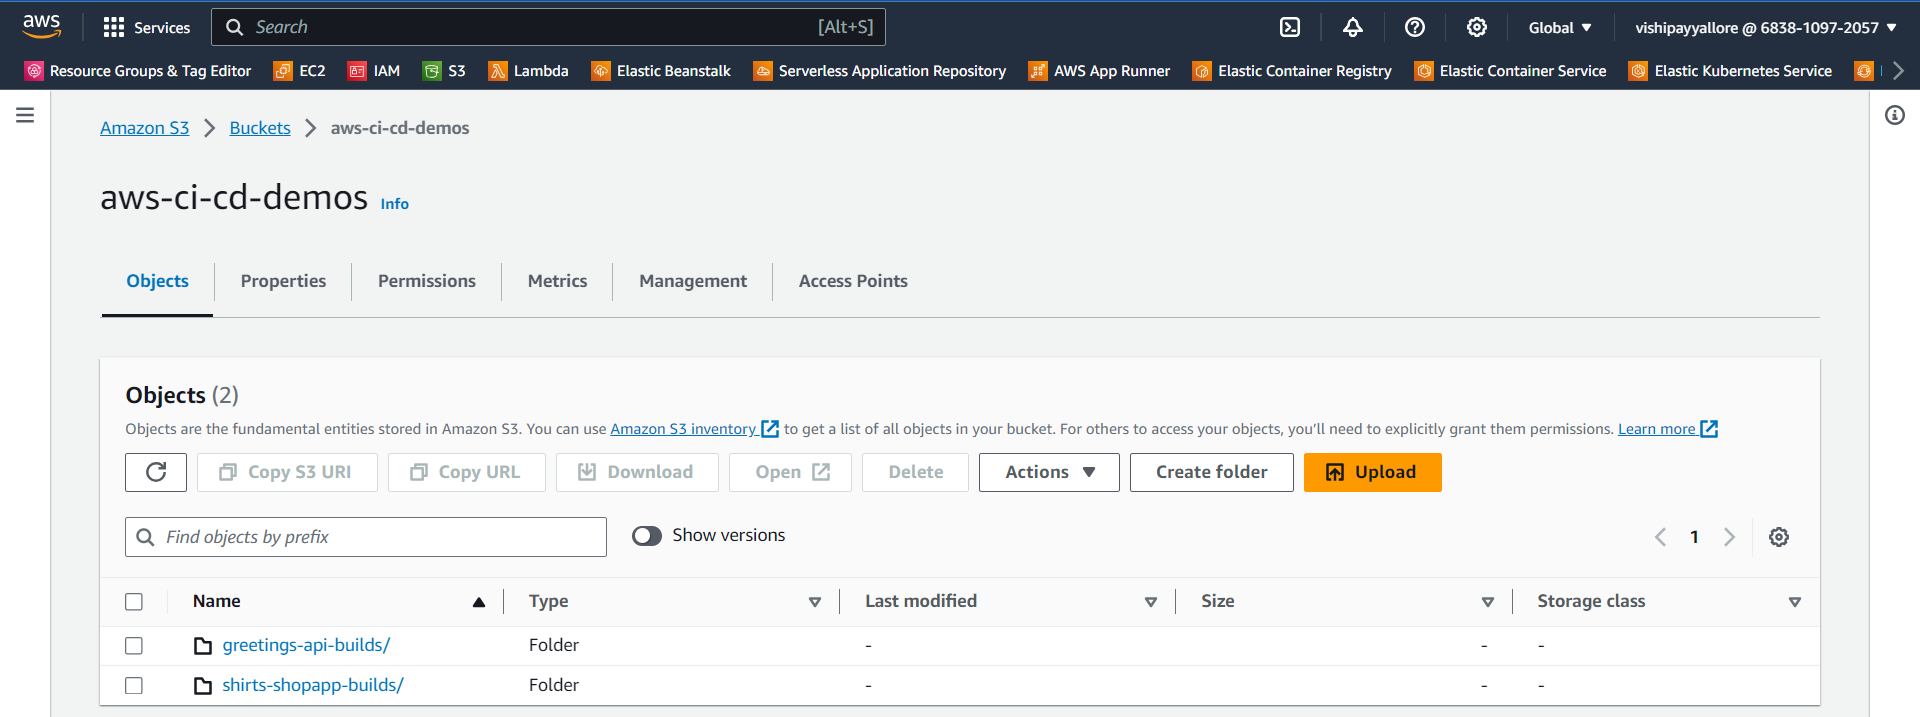 aws Services Search [Alt+S] Global vishipayyallore @ 6838-1097-2057
Resource Groups & Tag Editor EC2 IAM S3 Lambda Elastic Beanstalk Serverless Application Repository AWS App Runner Elastic Container Registry Elastic Container Service Elastic Kubernetes Service
Amazon S3 Buckets aws-ci-cd-demos
aws-ci-cd-demos Info
Objects Properties Permissions Metrics Management Access Points
Objects (2)
Objects are the fundamental entities stored in Amazon S3. You can use Amazon S3 inventory to get a list of all objects in your bucket. For others to access your objects, you'll need to explicitly grant them permissions. Learn more
Copy S3 URI Copy URL Download Open Delete Actions Create folder Upload
Find objects by prefix Show versions 1
Name Type Last modified Size Storage class
greetings-api-builds/ Folder - - -
shirts-shopapp-builds/ Folder - - -